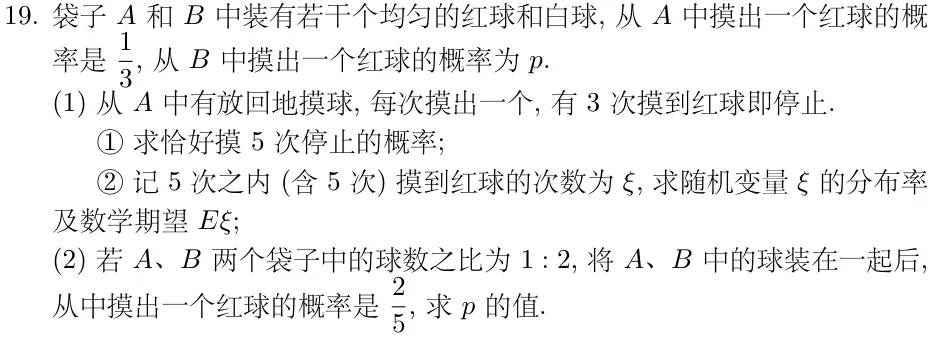 19. 袋子 A 和 B 中装有若干个均匀的红球和白球, 从 A 中摸出一个红球的概
率是 $\frac{1}{3}$, 从 B 中摸出一个红球的概率为 p.
(1) 从 A 中有放回地摸球, 每次摸出一个, 有 3 次摸到红球即停止.
① 求恰好摸 5 次停止的概率;
② 记 5 次之内 (含 5 次) 摸到红球的次数为 ξ, 求随机变量 ξ 的分布率
及数学期望 Eξ;
(2) 若 A、B 两个袋子中的球数之比为 1 : 2, 将 A、B 中的球装在一起后,
从中摸出一个红球的概率是 $\frac{2}{5}$, 求 p 的值.